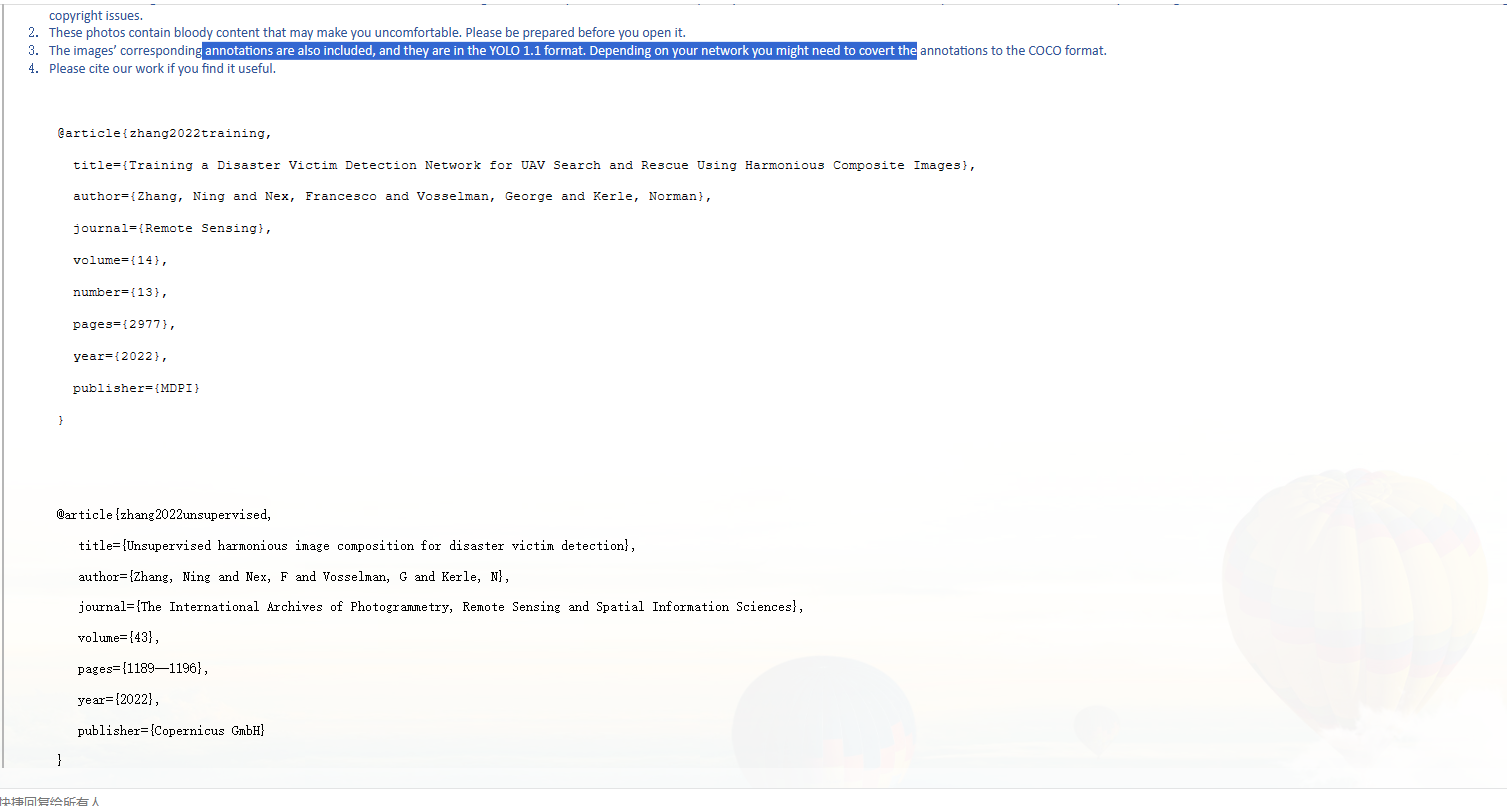 copyright issues.
2. These photos contain bloody content that may make you uncomfortable. Please be prepared before you open it.
3. The images’ corresponding annotations are also included, and they are in the YOLO 1.1 format. Depending on your network you might need to covert the annotations to the COCO format.
4. Please cite our work if you find it useful.
@article{zhang2022training,
title={Training a Disaster Victim Detection Network for UAV Search and Rescue Using Harmonious Composite Images},
author={Zhang, Ning and Nex, Francesco and Vosselman, George and Kerle, Norman},
journal={Remote Sensing},
volume={14},
number={13},
pages={2977},
year={2022},
publisher={MDPI}
}
@article{zhang2022unsupervised,
title={Unsupervised harmonious image composition for disaster victim detection},
author={Zhang, Ning and Nex, F and Vosselman, G and Kerle, N},
journal={The International Archives of Photogrammetry, Remote Sensing and Spatial Information Sciences},
volume={43},
pages={1189—1196},
year={2022},
publisher={Copernicus GmbH}
}
快捷回复给所有人